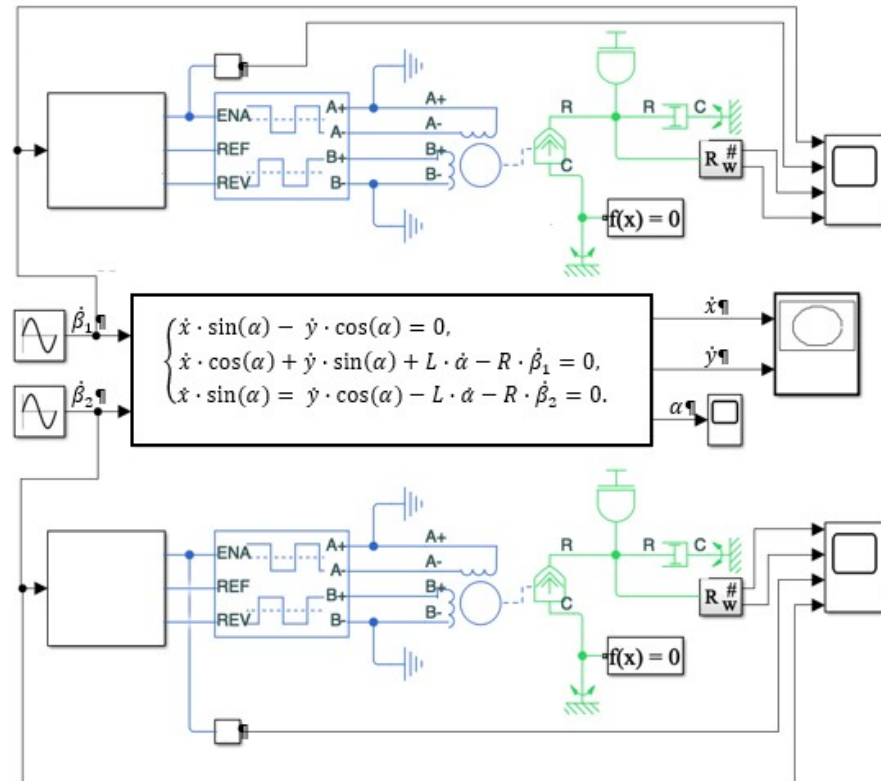 ¶
ENA
REF
REV
A+
A-
B+
B-
A+
A-
B+
B-
R
C
R
C
R # w
f(x) = 0
β̇₁¶
β̇₂¶
ẋ · sin(α) − ẏ · cos(α) = 0,
ẋ · cos(α) + ẏ · sin(α) + L · α̇ − R · β̇₁ = 0,
ẋ · sin(α) = ẏ · cos(α) − L · α̇ − R · β̇₂ = 0.
ẋ¶
ẏ¶
α¶
ENA
REF
REV
A+
A-
B+
B-
A+
A-
B+
B-
R
C
R
C
R # w
f(x) = 0
¶